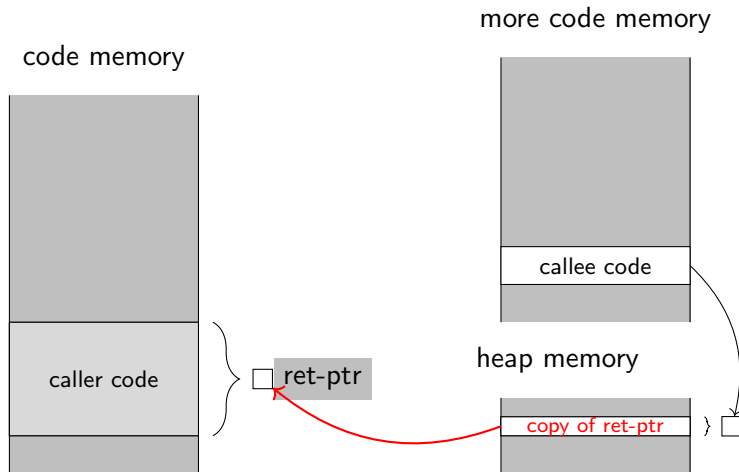 more code memory
code memory
callee code
heap memory
caller code
ret-ptr
copy of ret-ptr